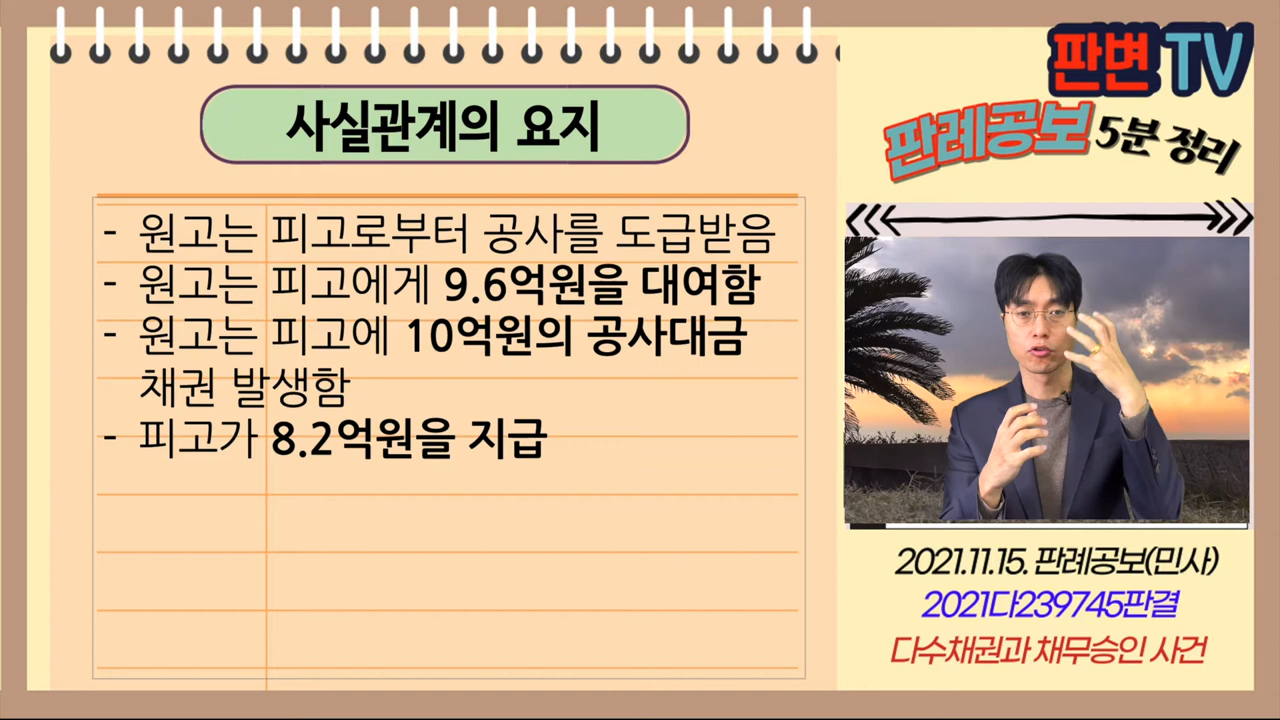 사실관계의 요지
- 원고는 피고로부터 공사를 도급받음
- 원고는 피고에게 9.6억원을 대여함
- 원고는 피고에 10억원의 공사대금
채권 발생함
- 피고가 8.2억원을 지급
판변 TV
판례공보 5분 정리
2021.11.15. 판례공보(민사)
2021다239745판결
다수채권과 채무승인 사건